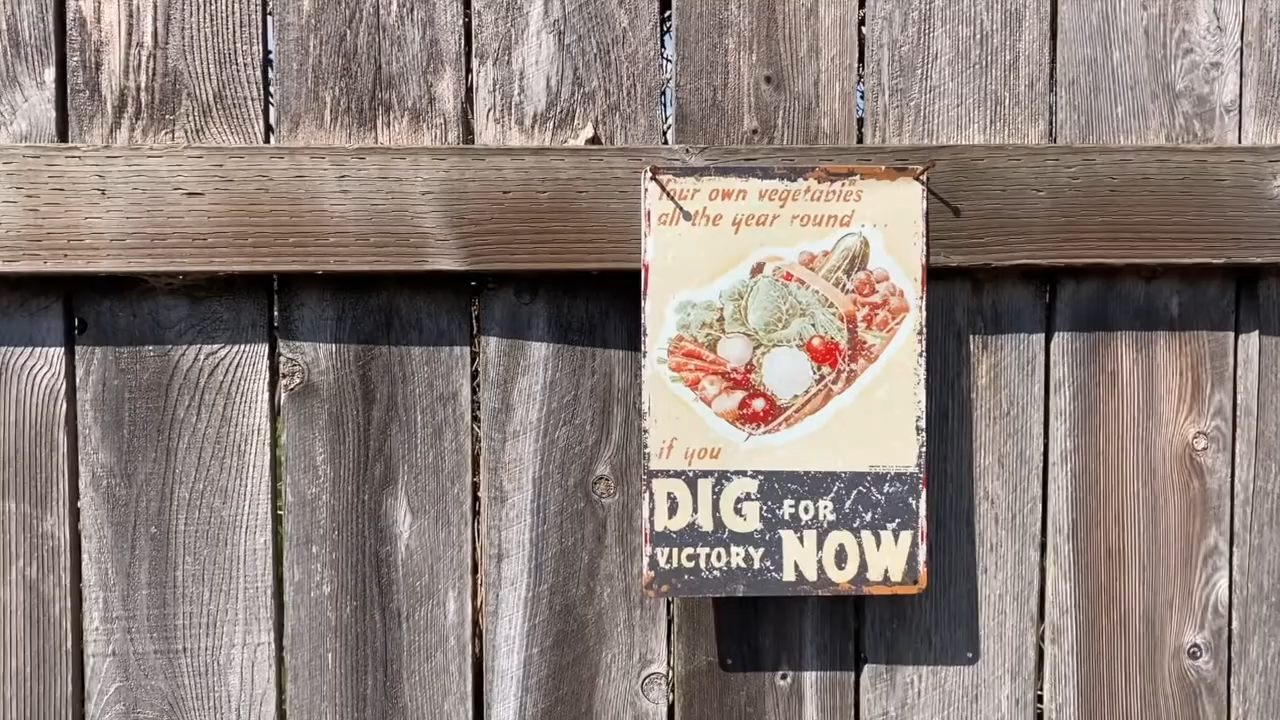 Your own vegetables
all the year round...
if you
DIG FOR
VICTORY NOW